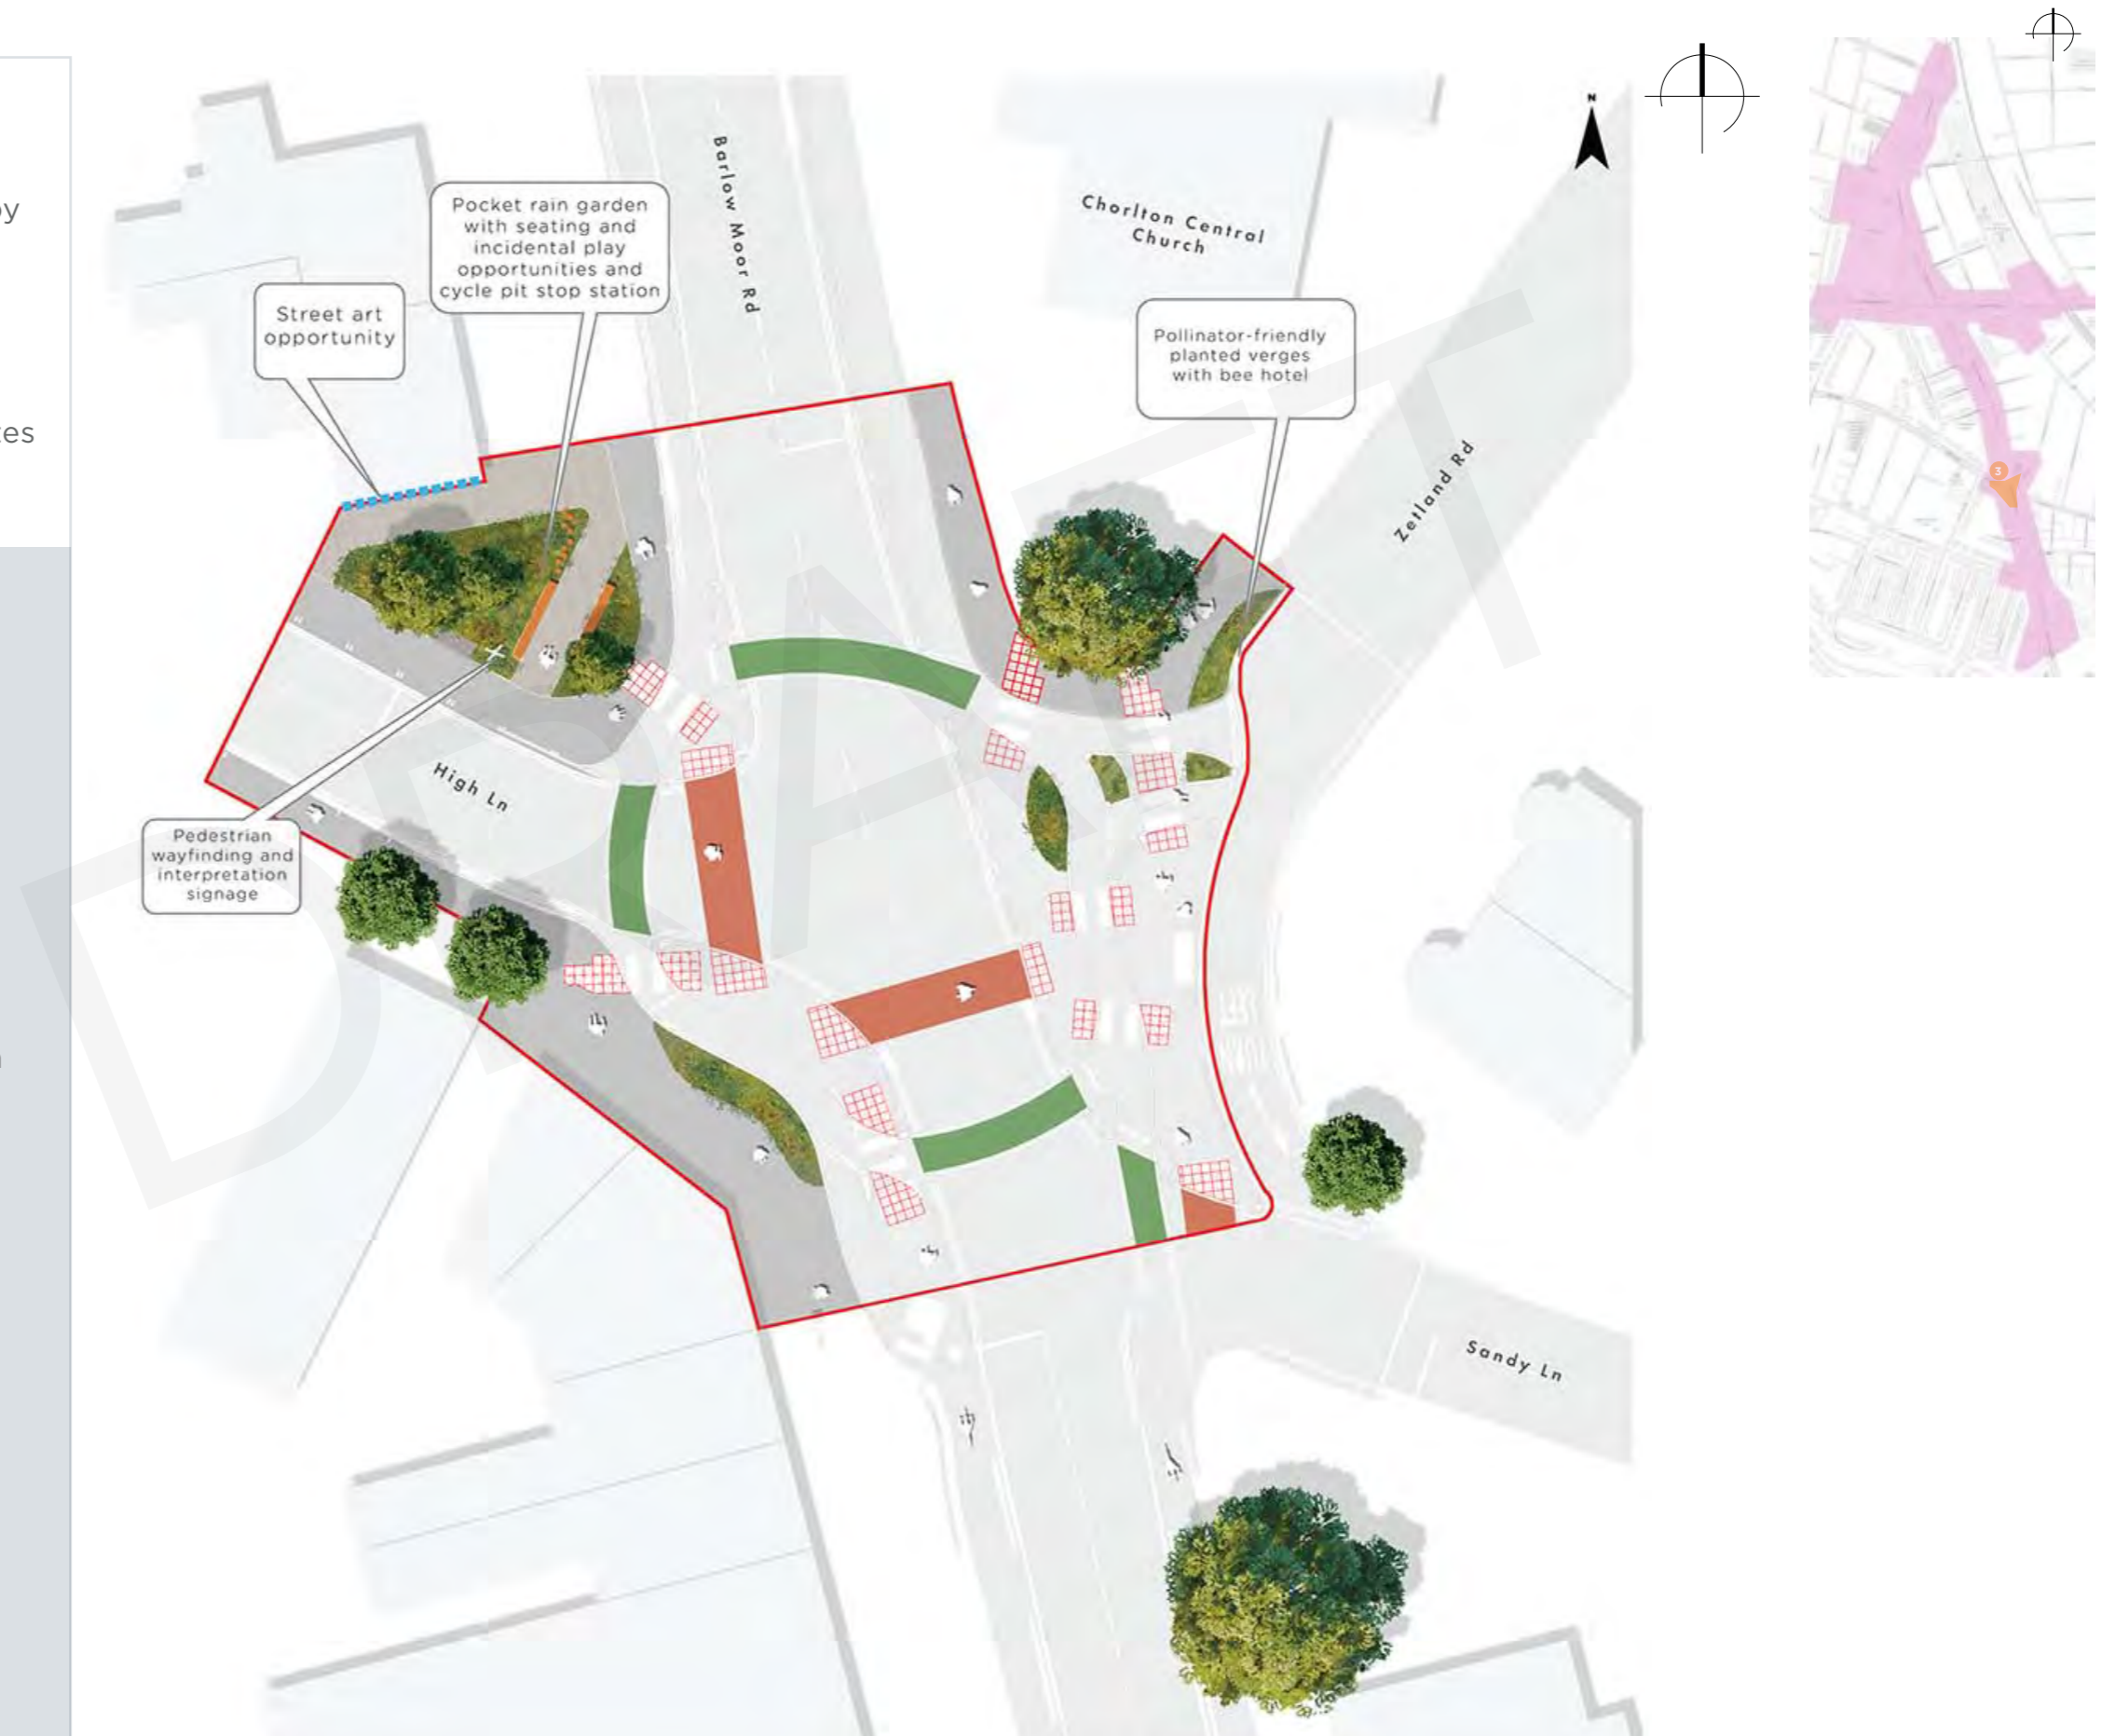 Barlow Moor Rd
Chorlton Central
Church
Pocket rain garden
with seating and
incidental play
opportunities and
cycle pit stop station
Street art
opportunity
Pollinator-friendly
planted verges
with bee hotel
Zetland Rd
High Ln
Pedestrian
wayfinding and
interpretation
signage
Sandy Ln
N
3
DRAFT